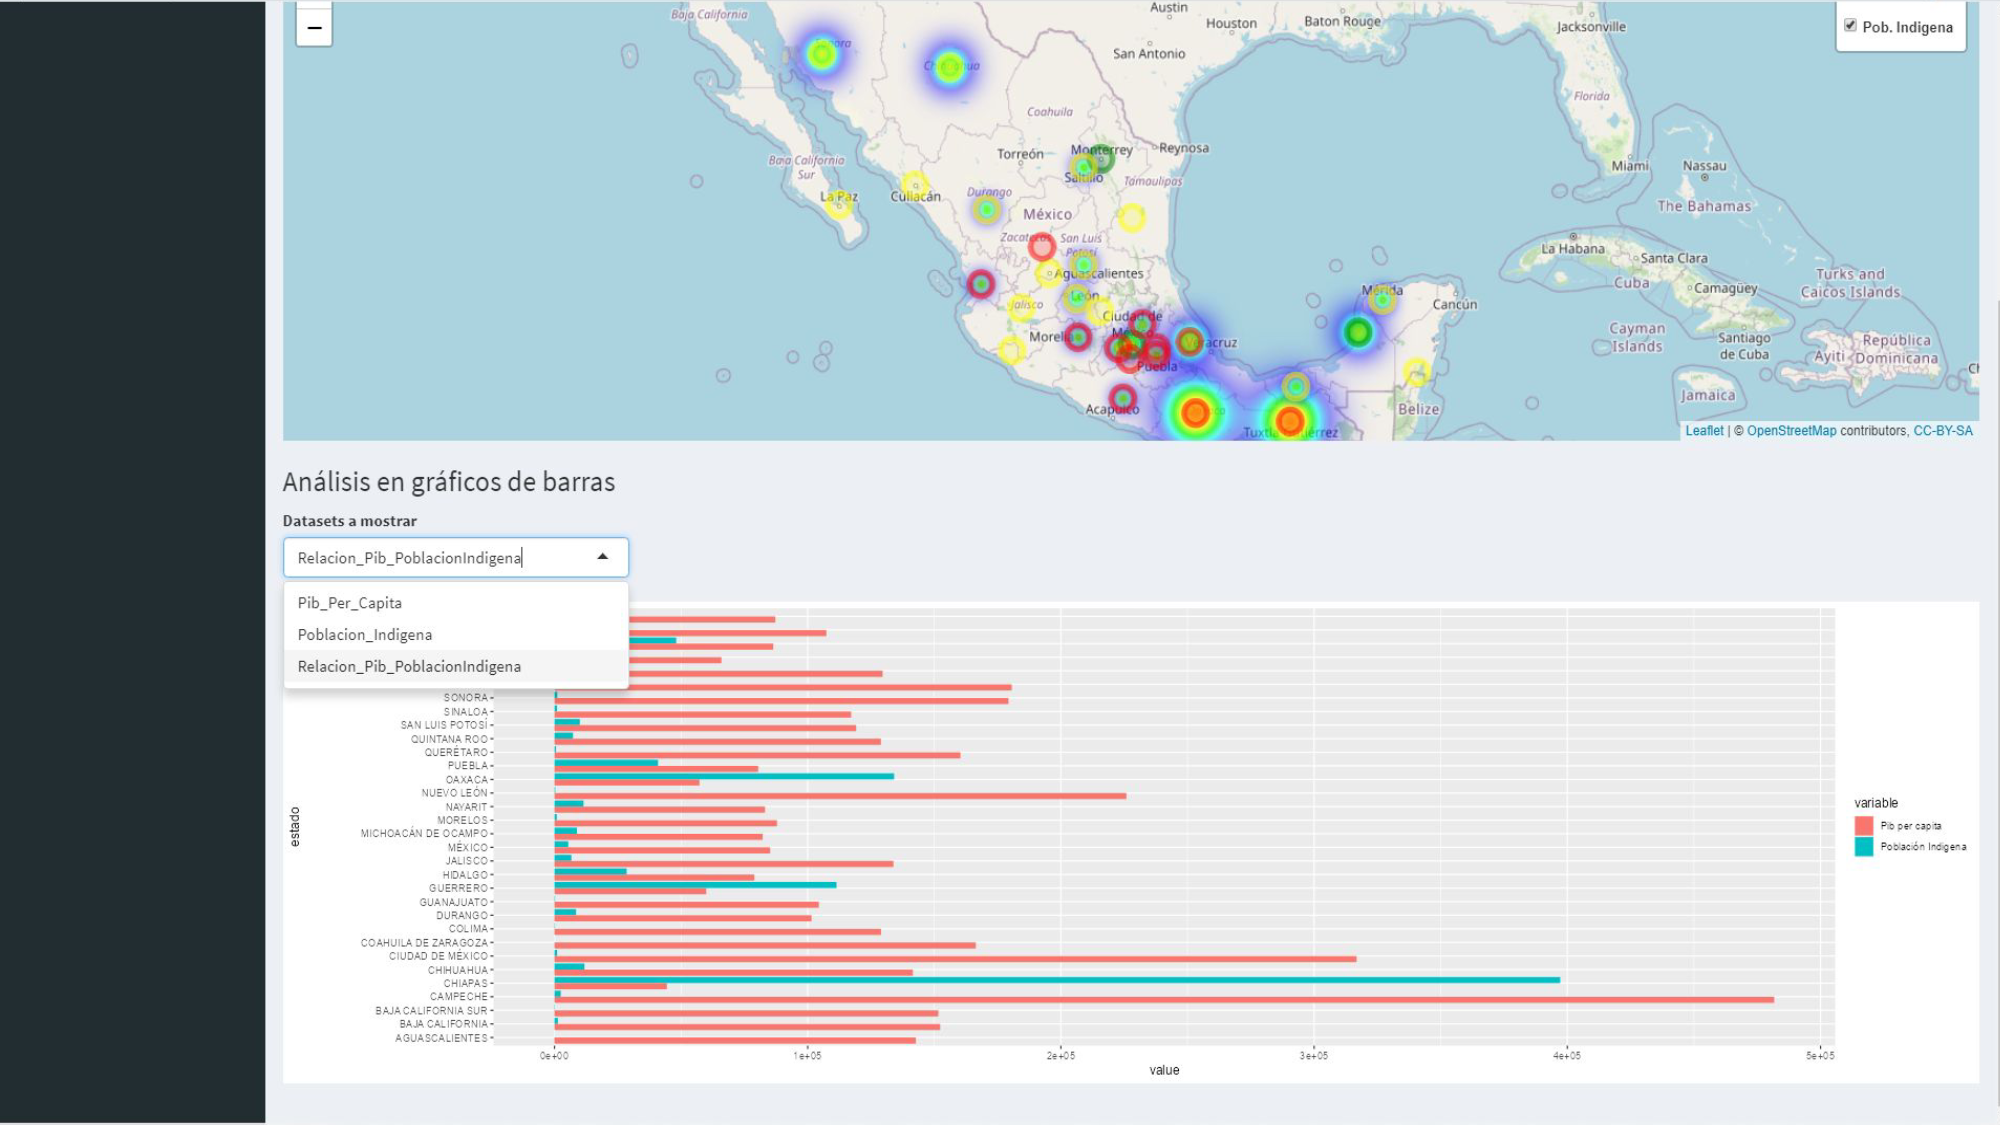 Baja California
Austin
Houston
Baton Rouge
Jacksonville
Pob. Indigena
−
San Antonio
Florida
Coahuila
Torreón
Monterrey
Reynosa
Saltillo
Baja California
Sur
Miami
Nassau
Tamaulipas
La Paz
Culiacán
Durango
México
The Bahamas
Zacatecas
San Luis
Potosí
La Habana
Santa Clara
Aguascalientes
Turks and
Caicos Islands
Cuba
Camagüey
Mérida
Cancún
León
Jalisco
Ciudad de
México
Morelia
Veracruz
Puebla
Cayman
Islands
Santiago
de Cuba
República
Dominicana
Ayiti
Jamaica
Acapulco
Belize
Tuxtla Gutiérrez
Leaflet | © OpenStreetMap contributors, CC-BY-SA
Análisis en gráficos de barras
Datasets a mostrar
Relacion_Pib_PoblacionIndigena
Pib_Per_Capita
Poblacion_Indigena
Relacion_Pib_PoblacionIndigena
SONORA
SINALOA
SAN LUIS POTOSÍ
QUINTANA ROO
QUERÉTARO
PUEBLA
OAXACA
NUEVO LEÓN
NAYARIT
MORELOS
MICHOACÁN DE OCAMPO
MÉXICO
JALISCO
HIDALGO
GUERRERO
GUANAJUATO
DURANGO
COLIMA
COAHUILA DE ZARAGOZA
CIUDAD DE MÉXICO
CHIHUAHUA
CHIAPAS
CAMPECHE
BAJA CALIFORNIA SUR
BAJA CALIFORNIA
AGUASCALIENTES
estado
0e+00 1e+05 2e+05 3e+05 4e+05 5e+05
value
variable
Pib per capita
Población Indigena